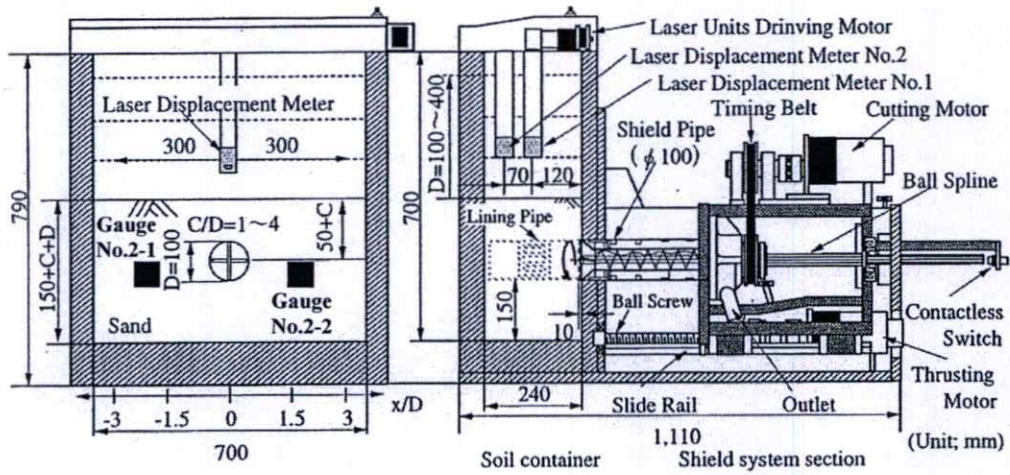 Laser Units Drinving Motor
Laser Displacement Meter No.2
Laser Displacement Meter No.1
Timing Belt
Cutting Motor
Shield Pipe
(ϕ 100)
Ball Spline
Laser Displacement Meter
300
300
790
700
D=100~400
70
120
Gauge
No.2-1
C/D=1~4
D=100
50+C
150+C+D
Gauge
No.2-2
Sand
Lining Pipe
150
10
Ball Screw
Contactless
Switch
Thrusting
Motor
-3
-1.5
0
1.5
3
x/D
700
240
Slide Rail
Outlet
1,110
(Unit; mm)
Soil container
Shield system section